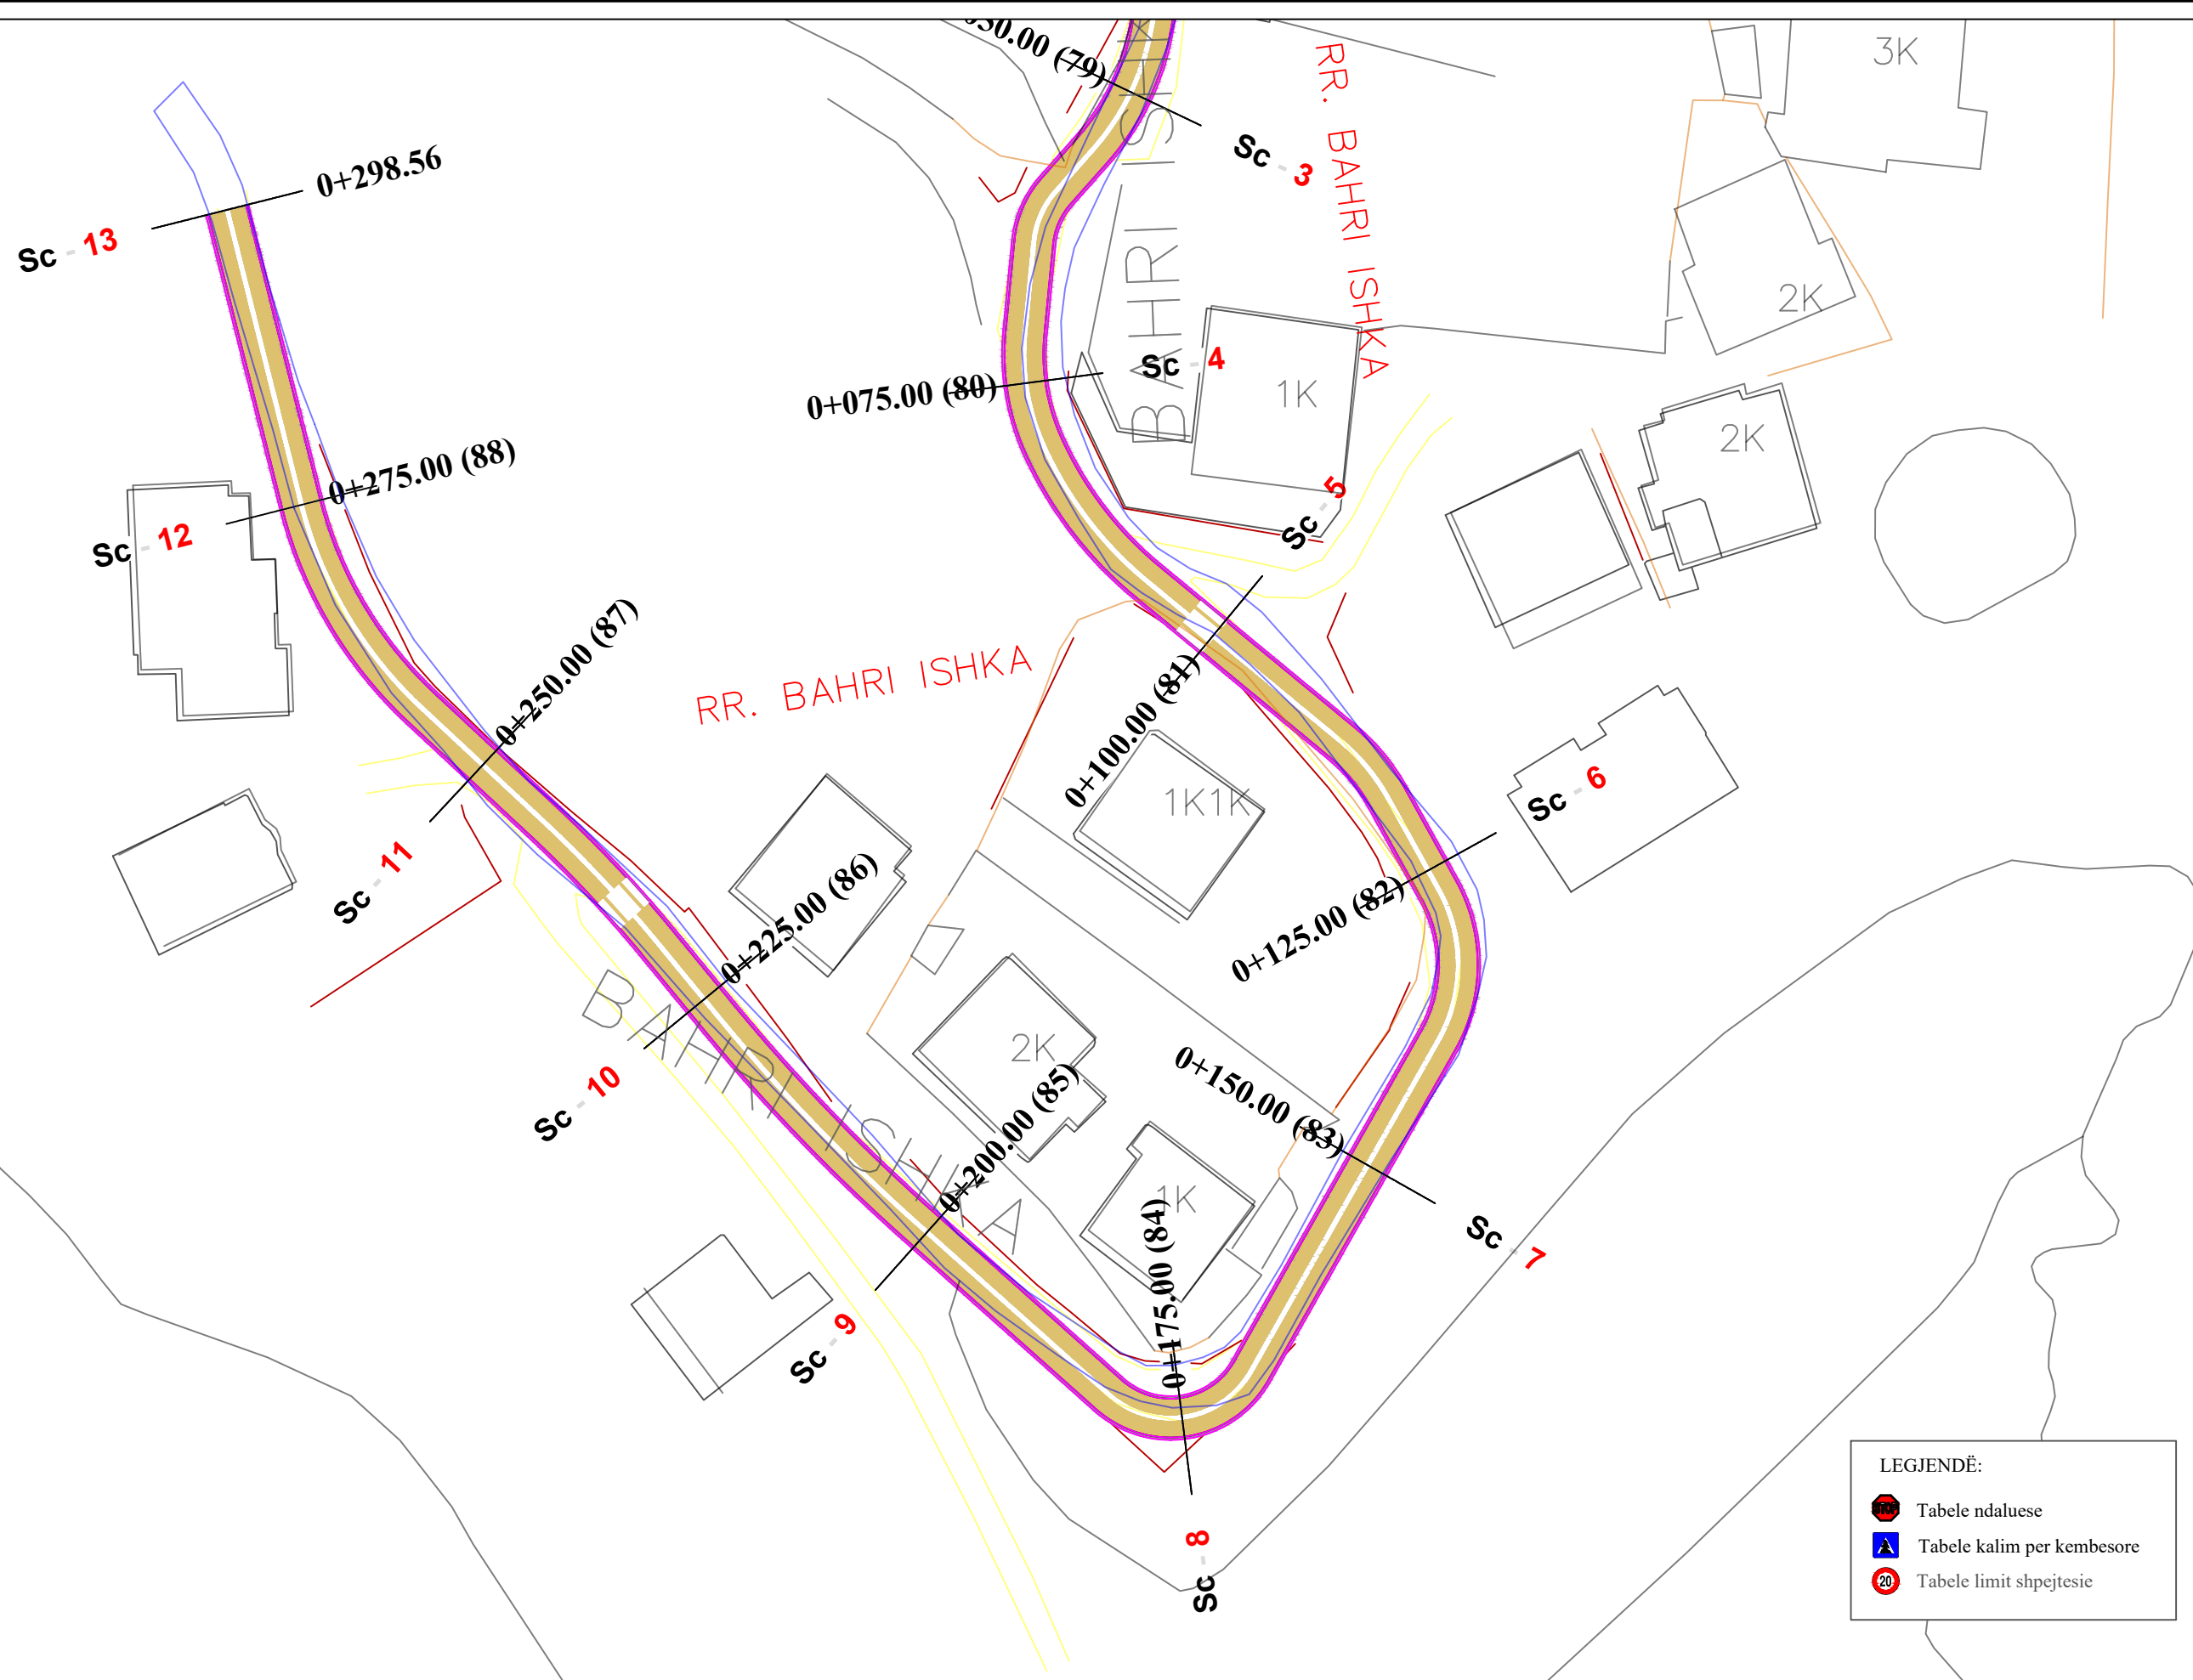 050.00 (79)
Sc - 3
RR. BAHRI ISHKA
BAHRI ISHK
3K
2K
2K
0+298.56
Sc - 13
0+075.00 (80)
Sc - 4
1K
Sc - 5
0+275.00 (88)
Sc - 12
0+250.00 (87)
Sc - 11
RR. BAHRI ISHKA
0+100.00 (81)
1K1K
Sc - 6
0+125.00 (82)
0+225.00 (86)
Sc - 10
BAHRI ISHKA
2K
0+150.00 (83)
Sc - 7
0+200.00 (85)
Sc - 9
1K
0+175.00 (84)
Sc - 8
LEGJENDË:
STOP Tabele ndaluese
Tabele kalim per kembesore
20 Tabele limit shpejtesie